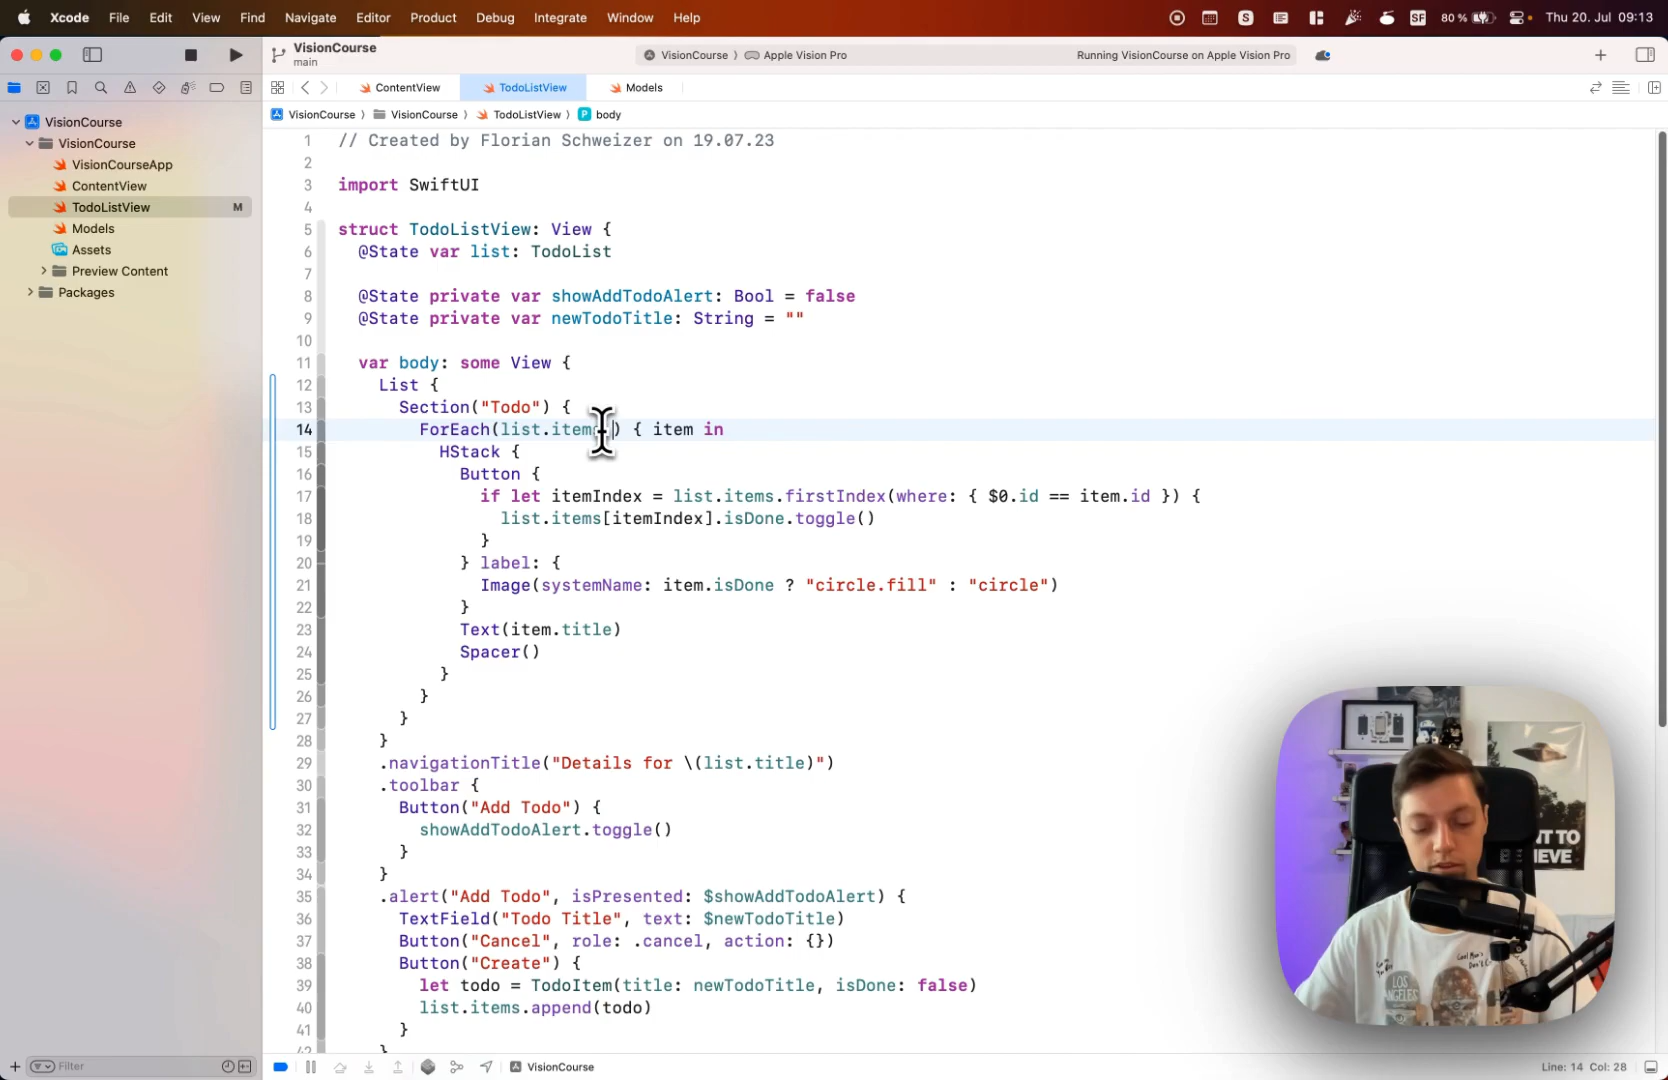 Xcode File Edit View Find Navigate Editor Product Debug Integrate Window Help
SF 80 % Thu 20. Jul 09:13
VisionCourse
main
VisionCourse Apple Vision Pro Running VisionCourse on Apple Vision Pro
ContentView TodoListView Models
VisionCourse VisionCourse TodoListView P body
VisionCourse
VisionCourse
VisionCourseApp
ContentView
TodoListView M
Models
Assets
Preview Content
Packages
1 // Created by Florian Schweizer on 19.07.23
2
3 import SwiftUI
4
5 struct TodoListView: View {
6 @State var list: TodoList
7
8 @State private var showAddTodoAlert: Bool = false
9 @State private var newTodoTitle: String = ""
10
11 var body: some View {
12 List {
13 Section("Todo") {
14 ForEach(list.item ) { item in
15 HStack {
16 Button {
17 if let itemIndex = list.items.firstIndex(where: { $0.id == item.id }) {
18 list.items[itemIndex].isDone.toggle()
19 }
20 } label: {
21 Image(systemName: item.isDone ? "circle.fill" : "circle")
22 }
23 Text(item.title)
24 Spacer()
25 }
26 }
27 }
28 }
29 .navigationTitle("Details for \(list.title)")
30 .toolbar {
31 Button("Add Todo") {
32 showAddTodoAlert.toggle()
33 }
34 }
35 .alert("Add Todo", isPresented: $showAddTodoAlert) {
36 TextField("Todo Title", text: $newTodoTitle)
37 Button("Cancel", role: .cancel, action: {})
38 Button("Create") {
39 let todo = TodoItem(title: newTodoTitle, isDone: false)
40 list.items.append(todo)
41 }
42 }
Filter
VisionCourse
Line: 14 Col: 28
LOS ANGELES